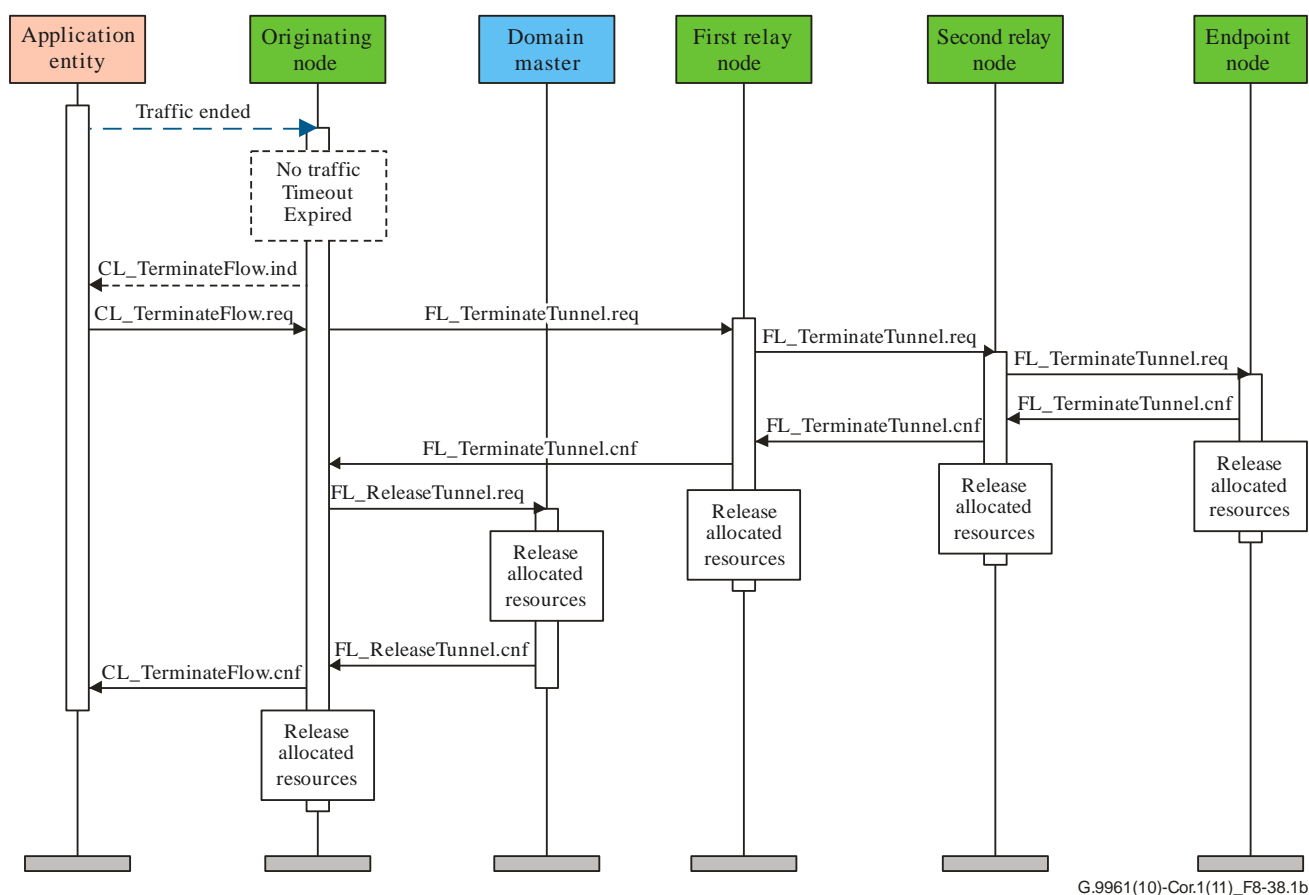 Application
entity
Originating
node
Domain
master
First relay
node
Second relay
node
Endpoint
node
Traffic ended
No traffic
Timeout
Expired
CL_TerminateFlow.ind
CL_TerminateFlow.req
FL_TerminateTunnel.req
FL_TerminateTunnel.req
FL_TerminateTunnel.req
FL_TerminateTunnel.cnf
FL_TerminateTunnel.cnf
FL_TerminateTunnel.cnf
Release
allocated
resources
Release
allocated
resources
Release
allocated
resources
FL_ReleaseTunnel.req
Release
allocated
resources
FL_ReleaseTunnel.cnf
CL_TerminateFlow.cnf
Release
allocated
resources
G.9961(10)-Cor.1(11)_F8-38.1b